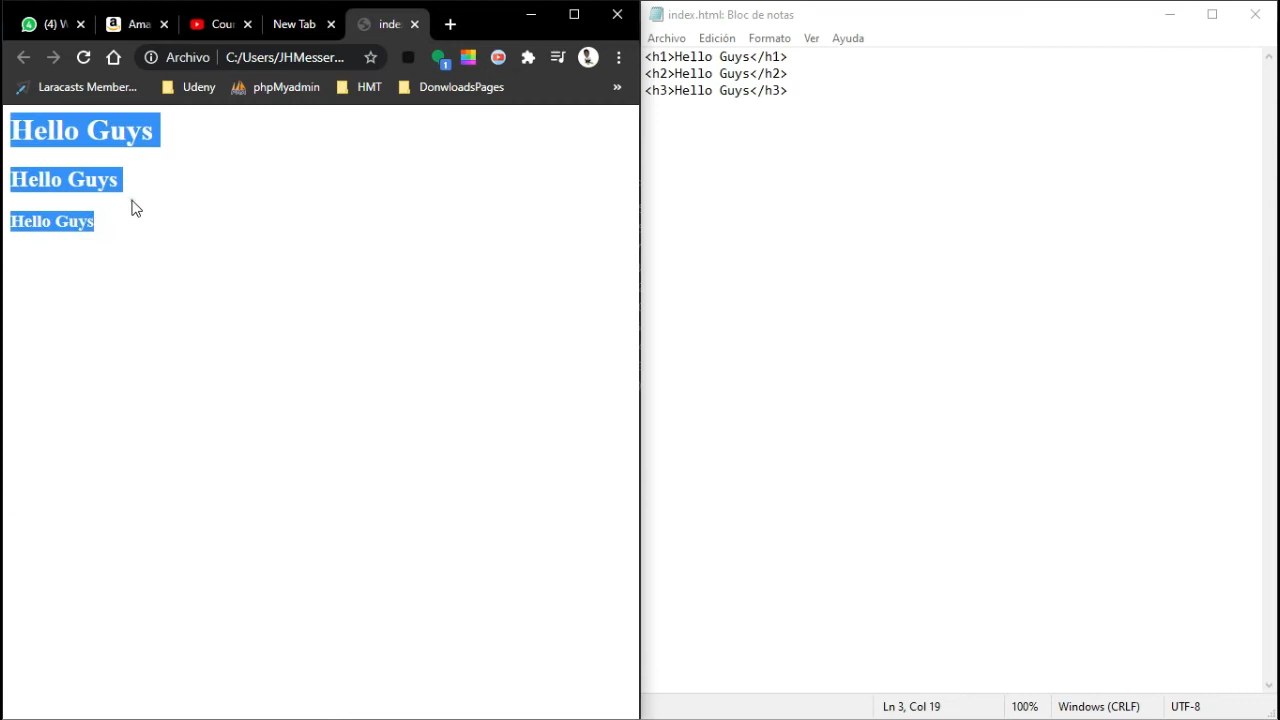 (4)
Ama
Cour
New Tab
inde
Archivo
C:/Users/JHMesser...
1
Laracasts Member...
Udeny
phpMyadmin
HMT
DonwloadsPages
»
Hello Guys
Hello Guys
Hello Guys
index.html: Bloc de notas
Archivo Edición Formato Ver Ayuda
<h1>Hello Guys</h1>
<h2>Hello Guys</h2>
<h3>Hello Guys</h3>
Ln 3, Col 19
100%
Windows (CRLF)
UTF-8